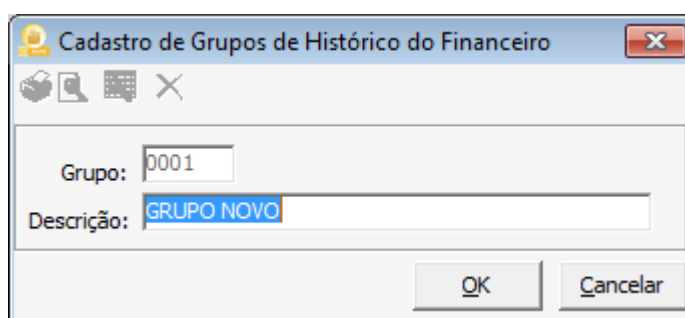 Cadastro de Grupos de Histórico do Financeiro
Grupo: 0001
Descrição: GRUPO NOVO
OK Cancelar